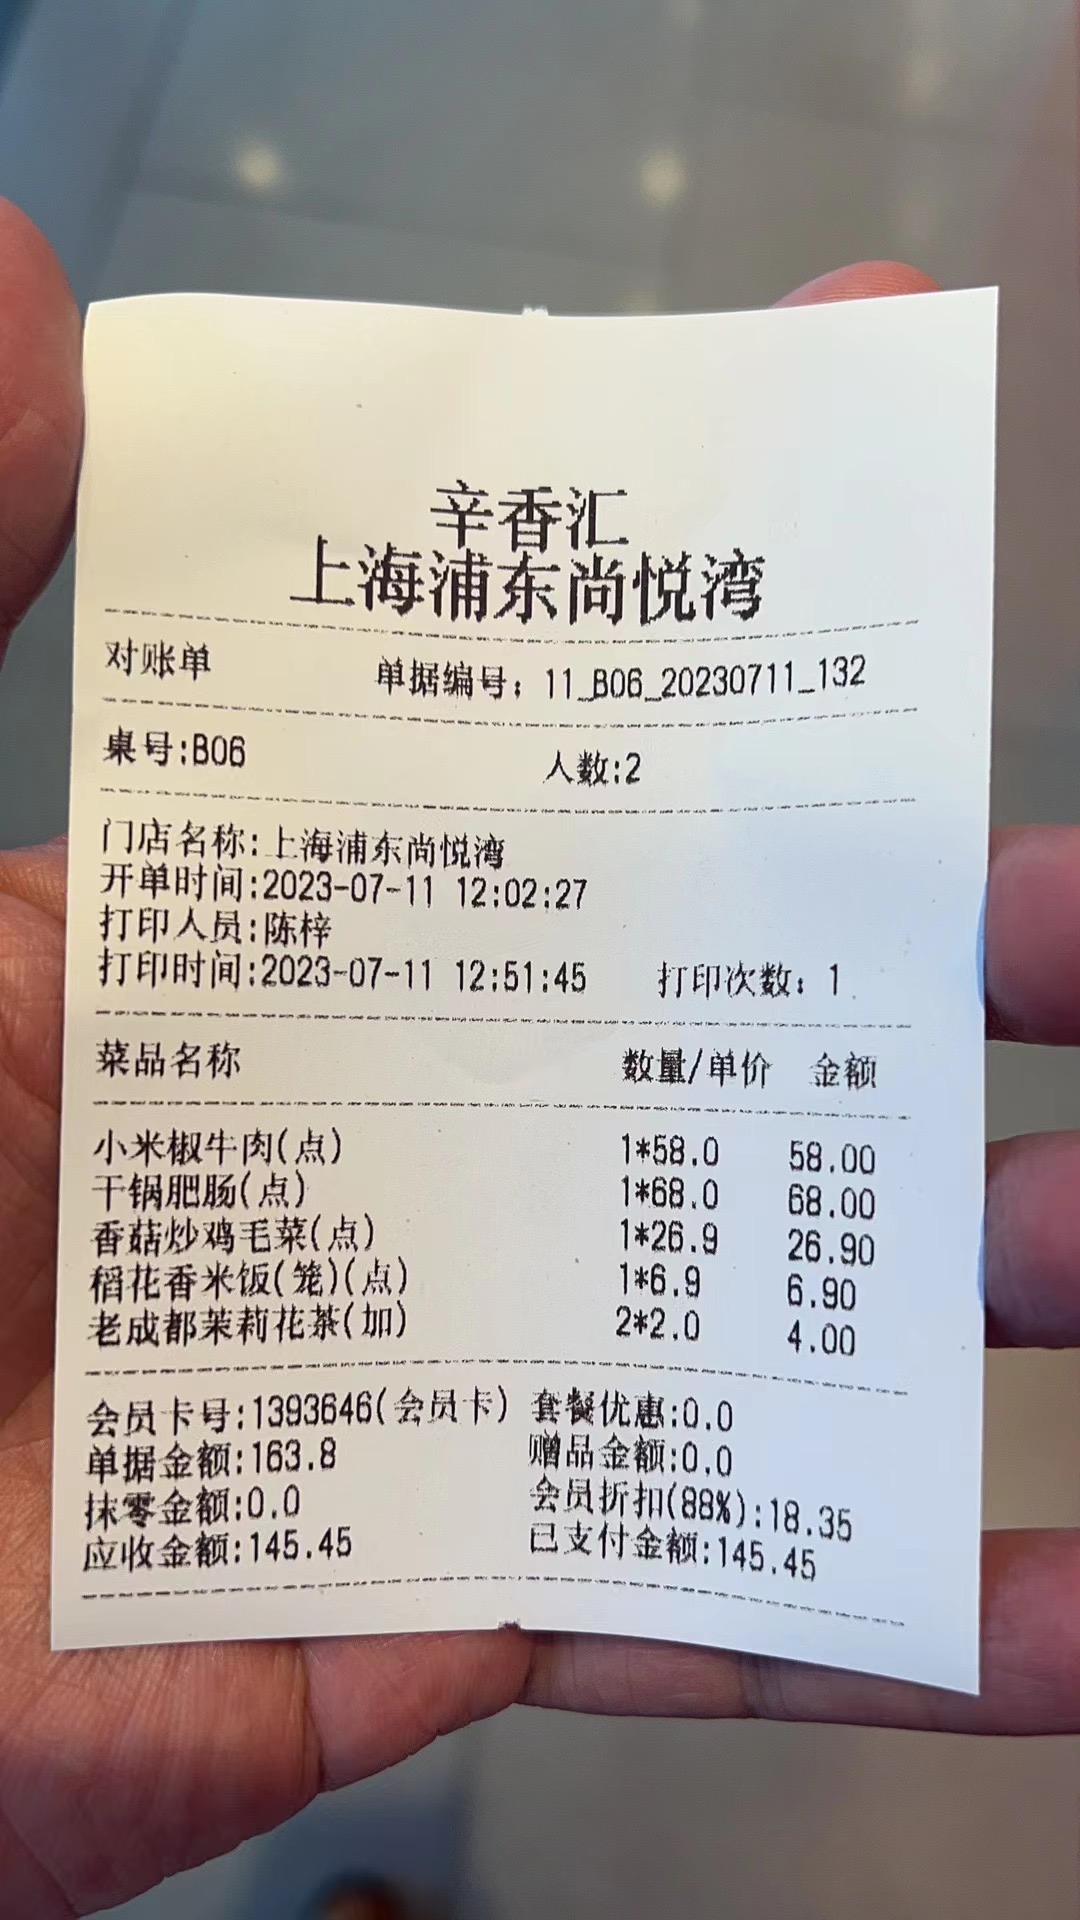 辛香汇
上海浦东尚悦湾
对账单 单据编号：11_B06_20230711_132
桌号:B06 人数:2
门店名称:上海浦东尚悦湾
开单时间:2023-07-11 12:02:27
打印人员:陈梓
打印时间:2023-07-11 12:51:45 打印次数：1
菜品名称 数量/单价 金额
小米椒牛肉(点) 1*58.0 58.00
干锅肥肠(点) 1*68.0 68.00
香菇炒鸡毛菜(点) 1*26.9 26.90
稻花香米饭(笼)(点) 1*6.9 6.90
老成都茉莉花茶(加) 2*2.0 4.00
会员卡号:1393646(会员卡) 套餐优惠:0.0
单据金额:163.8 赠品金额:0.0
抹零金额:0.0 会员折扣(88%):18.35
应收金额:145.45 已支付金额:145.45